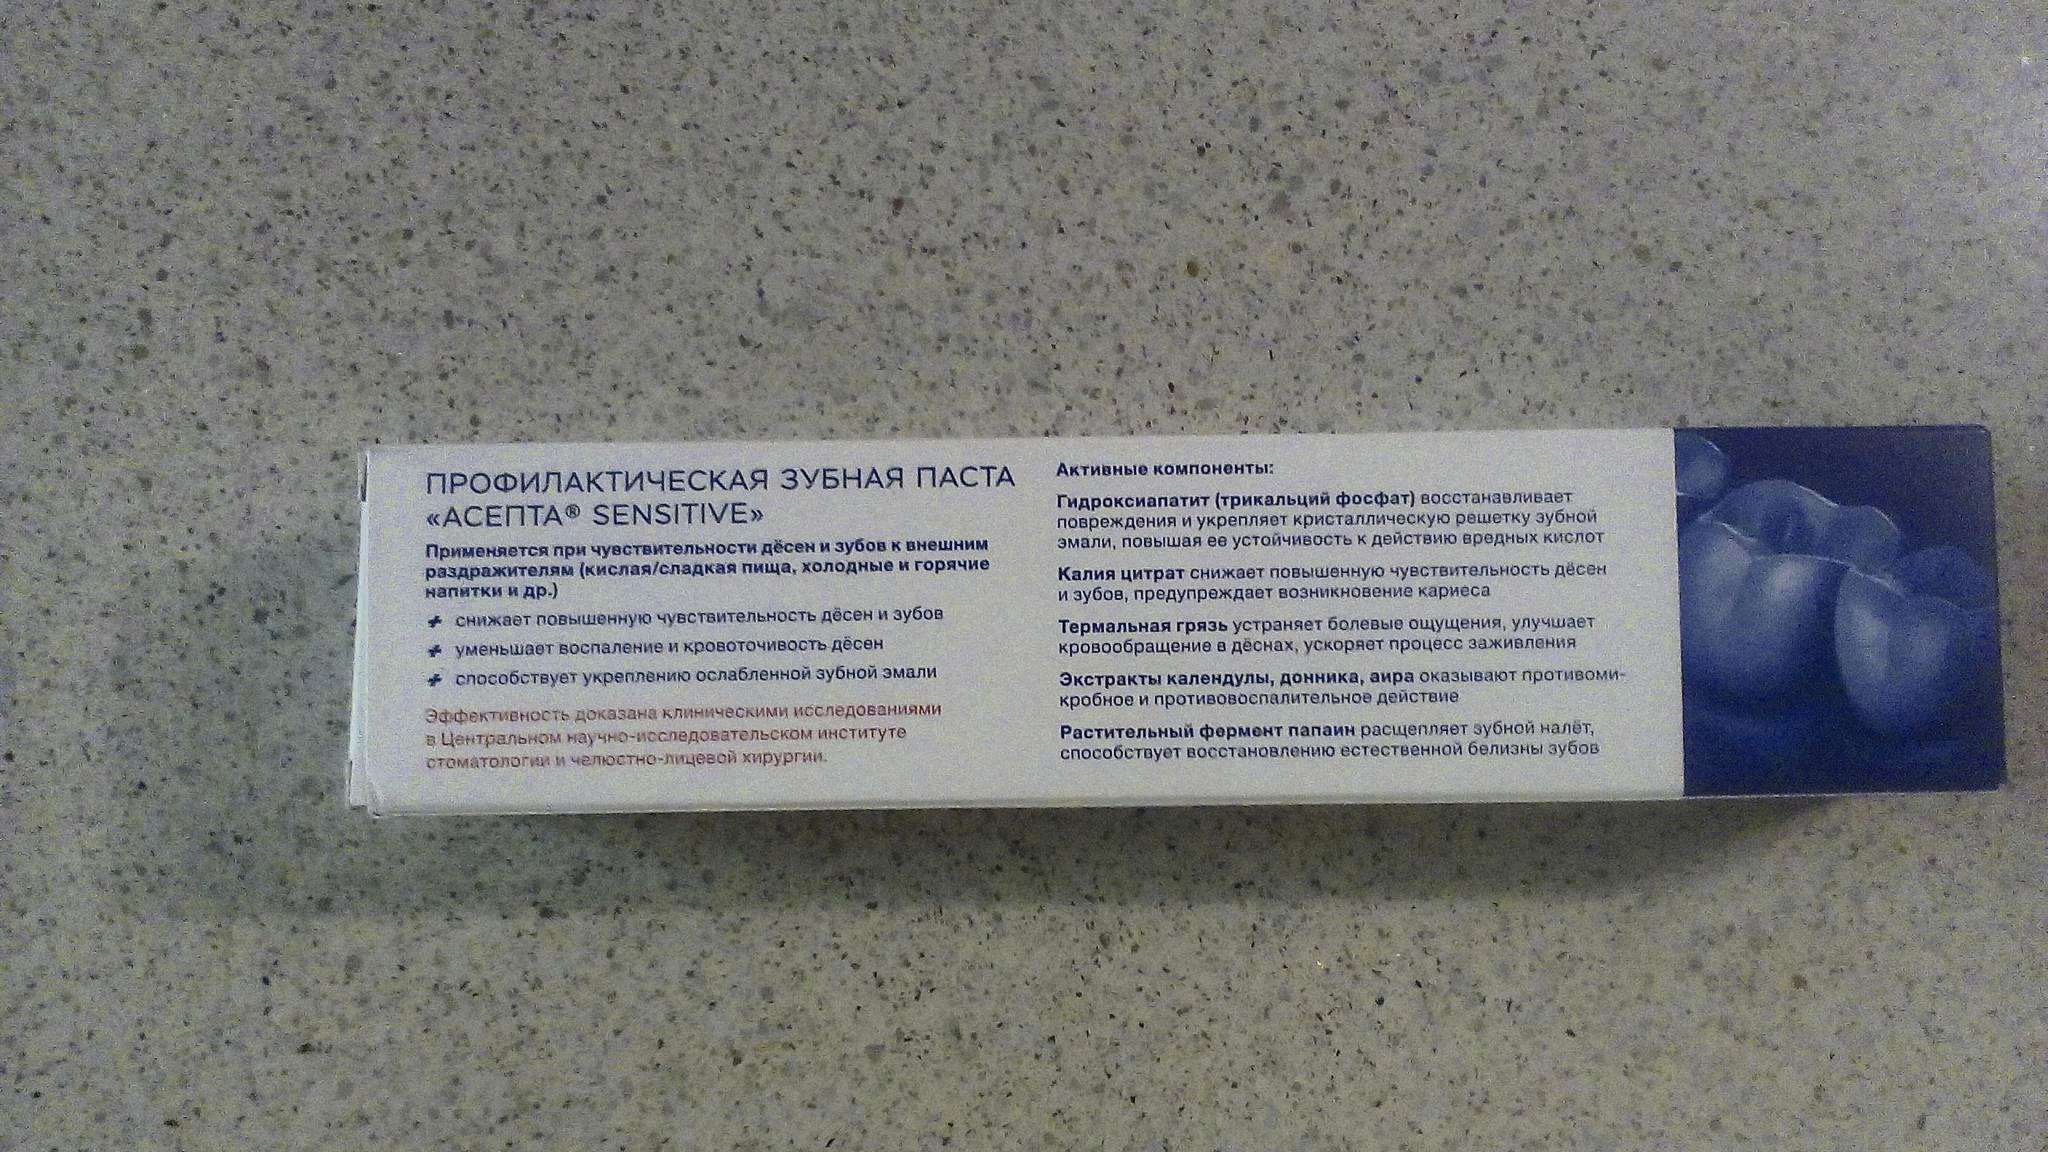 ПРОФИЛАКТИЧЕСКАЯ ЗУБНАЯ ПАСТА
«АСЕПТА® SENSITIVE»
Применяется при чувствительности дёсен и зубов к внешним
раздражителям (кислая/сладкая пища, холодные и горячие
напитки и др.)
снижает повышенную чувствительность дёсен и зубов
уменьшает воспаление и кровоточивость дёсен
способствует укреплению ослабленной зубной эмали
Эффективность доказана клиническими исследованиями
в Центральном научно-исследовательском институте
стоматологии и челюстно-лицевой хирургии.
Активные компоненты:
Гидроксиапатит (трикальций фосфат) восстанавливает
повреждения и укрепляет кристаллическую решетку зубной
эмали, повышая ее устойчивость к действию вредных кислот
Калия цитрат снижает повышенную чувствительность дёсен
и зубов, предупреждает возникновение кариеса
Термальная грязь устраняет болевые ощущения, улучшает
кровообращение в дёснах, ускоряет процесс заживления
Экстракты календулы, донника, аира оказывают противоми-
кробное и противовоспалительное действие
Растительный фермент папаин расщепляет зубной налёт,
способствует восстановлению естественной белизны зубов